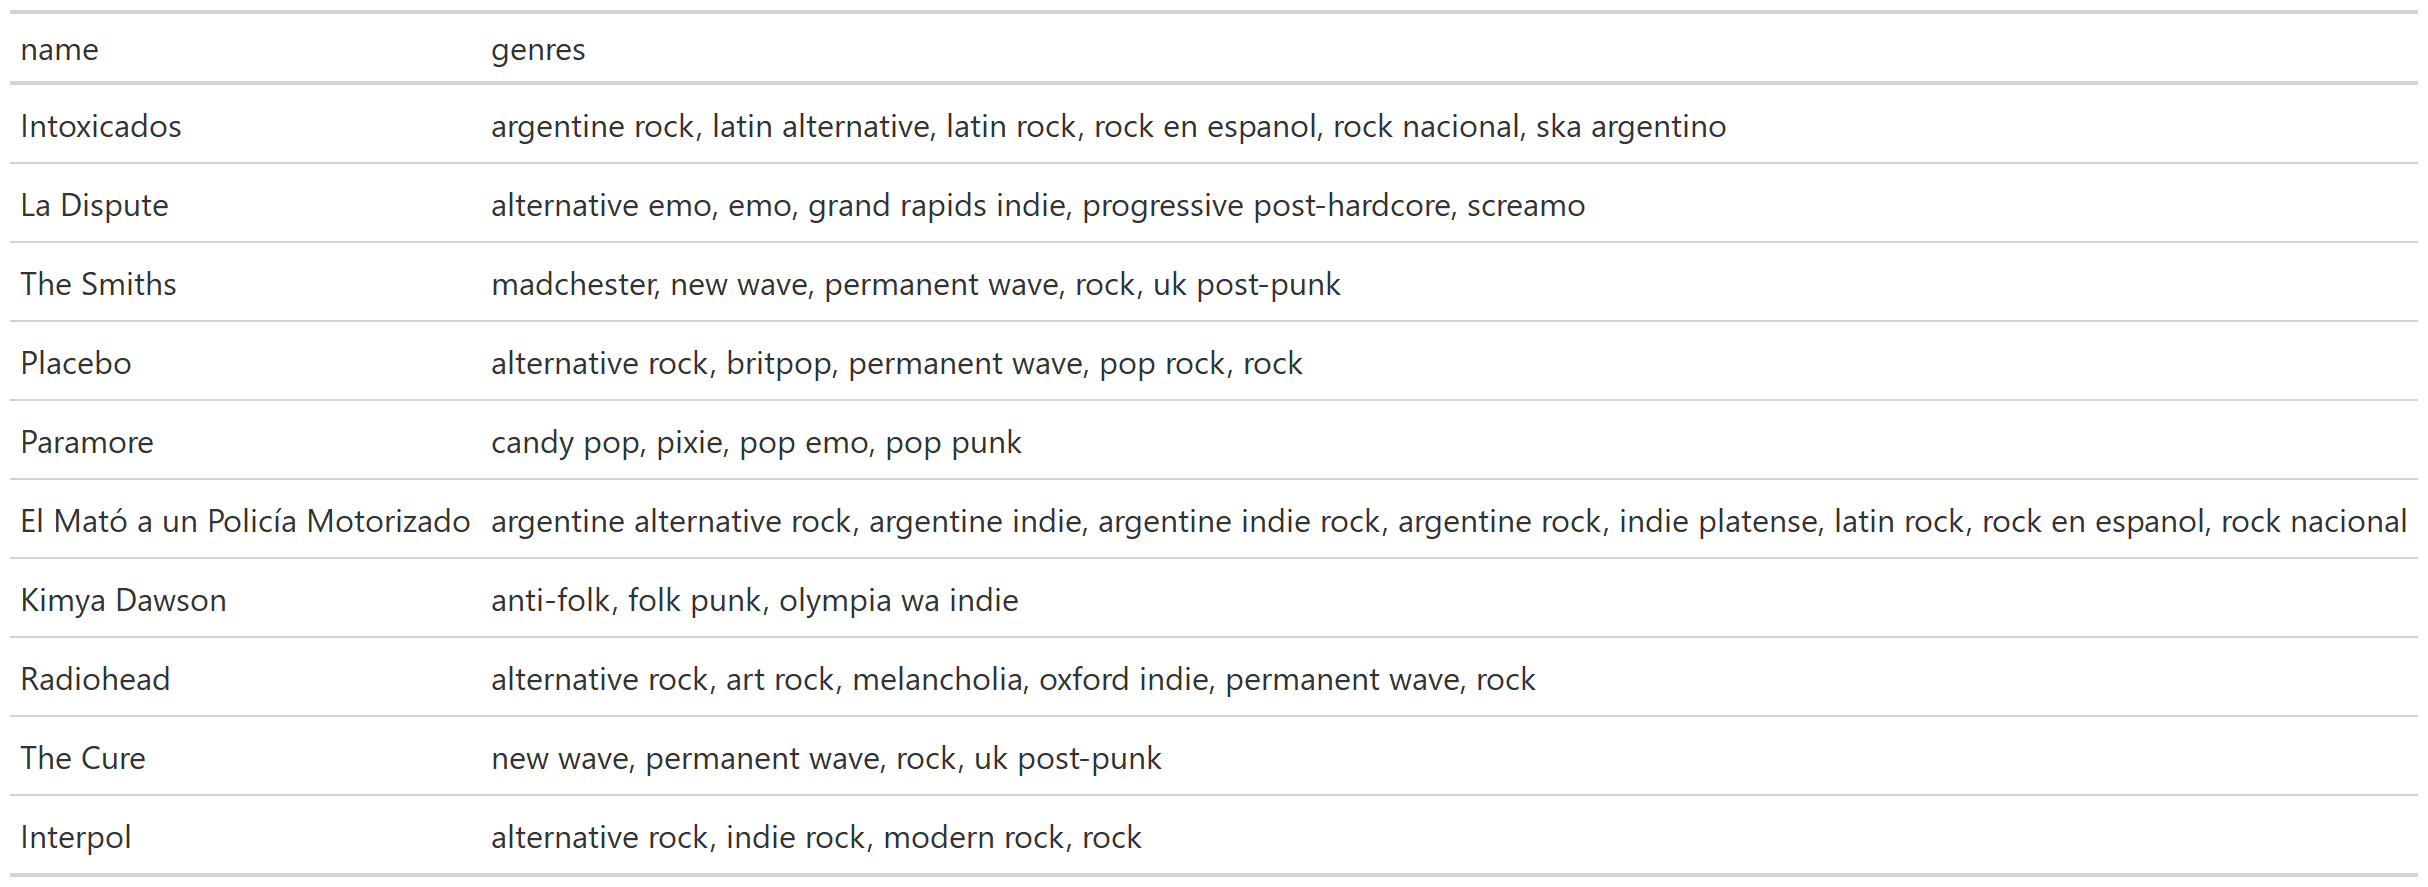 name genres
Intoxicados argentine rock, latin alternative, latin rock, rock en espanol, rock nacional, ska argentino
La Dispute alternative emo, emo, grand rapids indie, progressive post-hardcore, screamo
The Smiths madchester, new wave, permanent wave, rock, uk post-punk
Placebo alternative rock, britpop, permanent wave, pop rock, rock
Paramore candy pop, pixie, pop emo, pop punk
El Mató a un Policía Motorizado argentine alternative rock, argentine indie, argentine indie rock, argentine rock, indie platense, latin rock, rock en espanol, rock nacional
Kimya Dawson anti-folk, folk punk, olympia wa indie
Radiohead alternative rock, art rock, melancholia, oxford indie, permanent wave, rock
The Cure new wave, permanent wave, rock, uk post-punk
Interpol alternative rock, indie rock, modern rock, rock